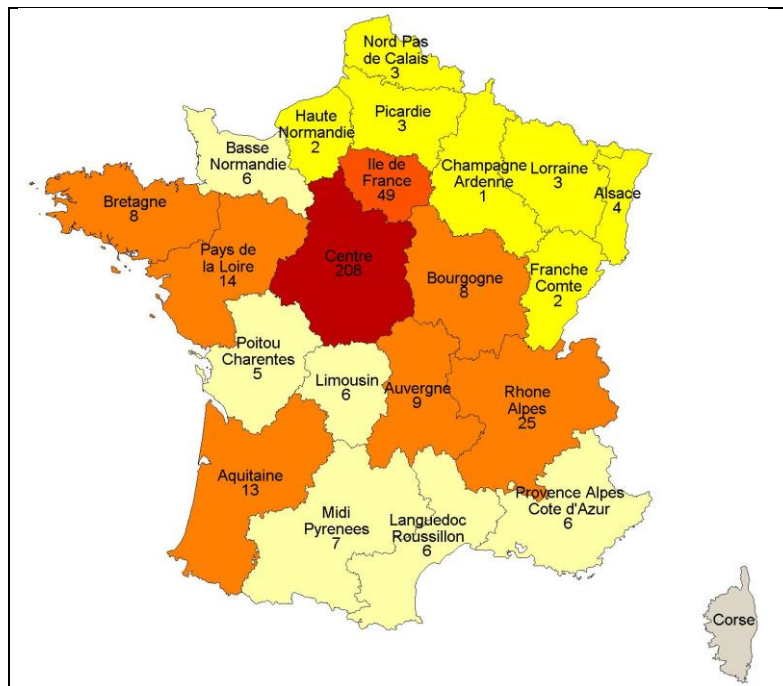 Nord Pas
de Calais
3
Picardie
3
Haute
Normandie
2
Basse
Normandie
6
Ile de
France
49
Champagne
Ardenne
1
Lorraine
3
Alsace
4
Bretagne
8
Pays de
la Loire
14
Centre
208
Bourgogne
8
Franche
Comte
2
Poitou
Charentes
5
Limousin
6
Auvergne
9
Rhone
Alpes
25
Aquitaine
13
Midi
Pyrenees
7
Languedoc
Roussillon
6
Provence Alpes
Cote d'Azur
6
Corse